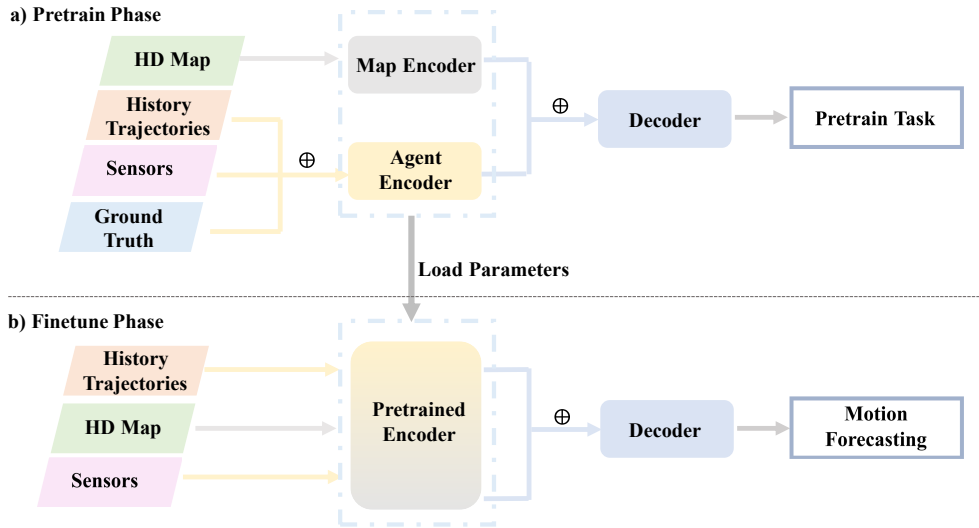 a) Pretrain Phase
HD Map
History
Trajectories
Sensors
Ground
Truth
⊕
Map Encoder
Agent
Encoder
⊕
Decoder
Pretrain Task
Load Parameters
b) Finetune Phase
History
Trajectories
HD Map
Sensors
Pretrained
Encoder
⊕
Decoder
Motion
Forecasting